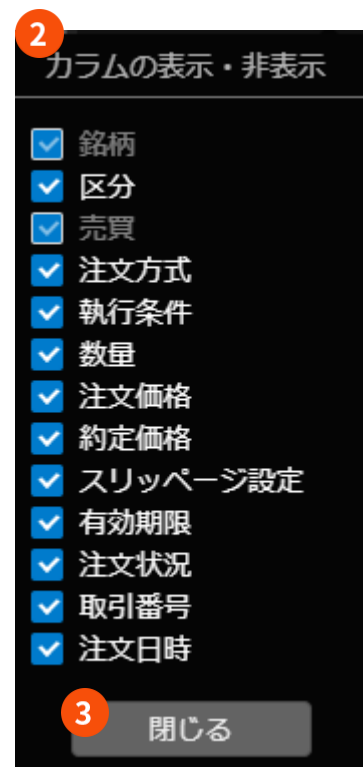 2
カラムの表示・非表示
銘柄
区分
売買
注文方式
執行条件
数量
注文価格
約定価格
スリッページ設定
有効期限
注文状況
取引番号
注文日時
3
閉じる